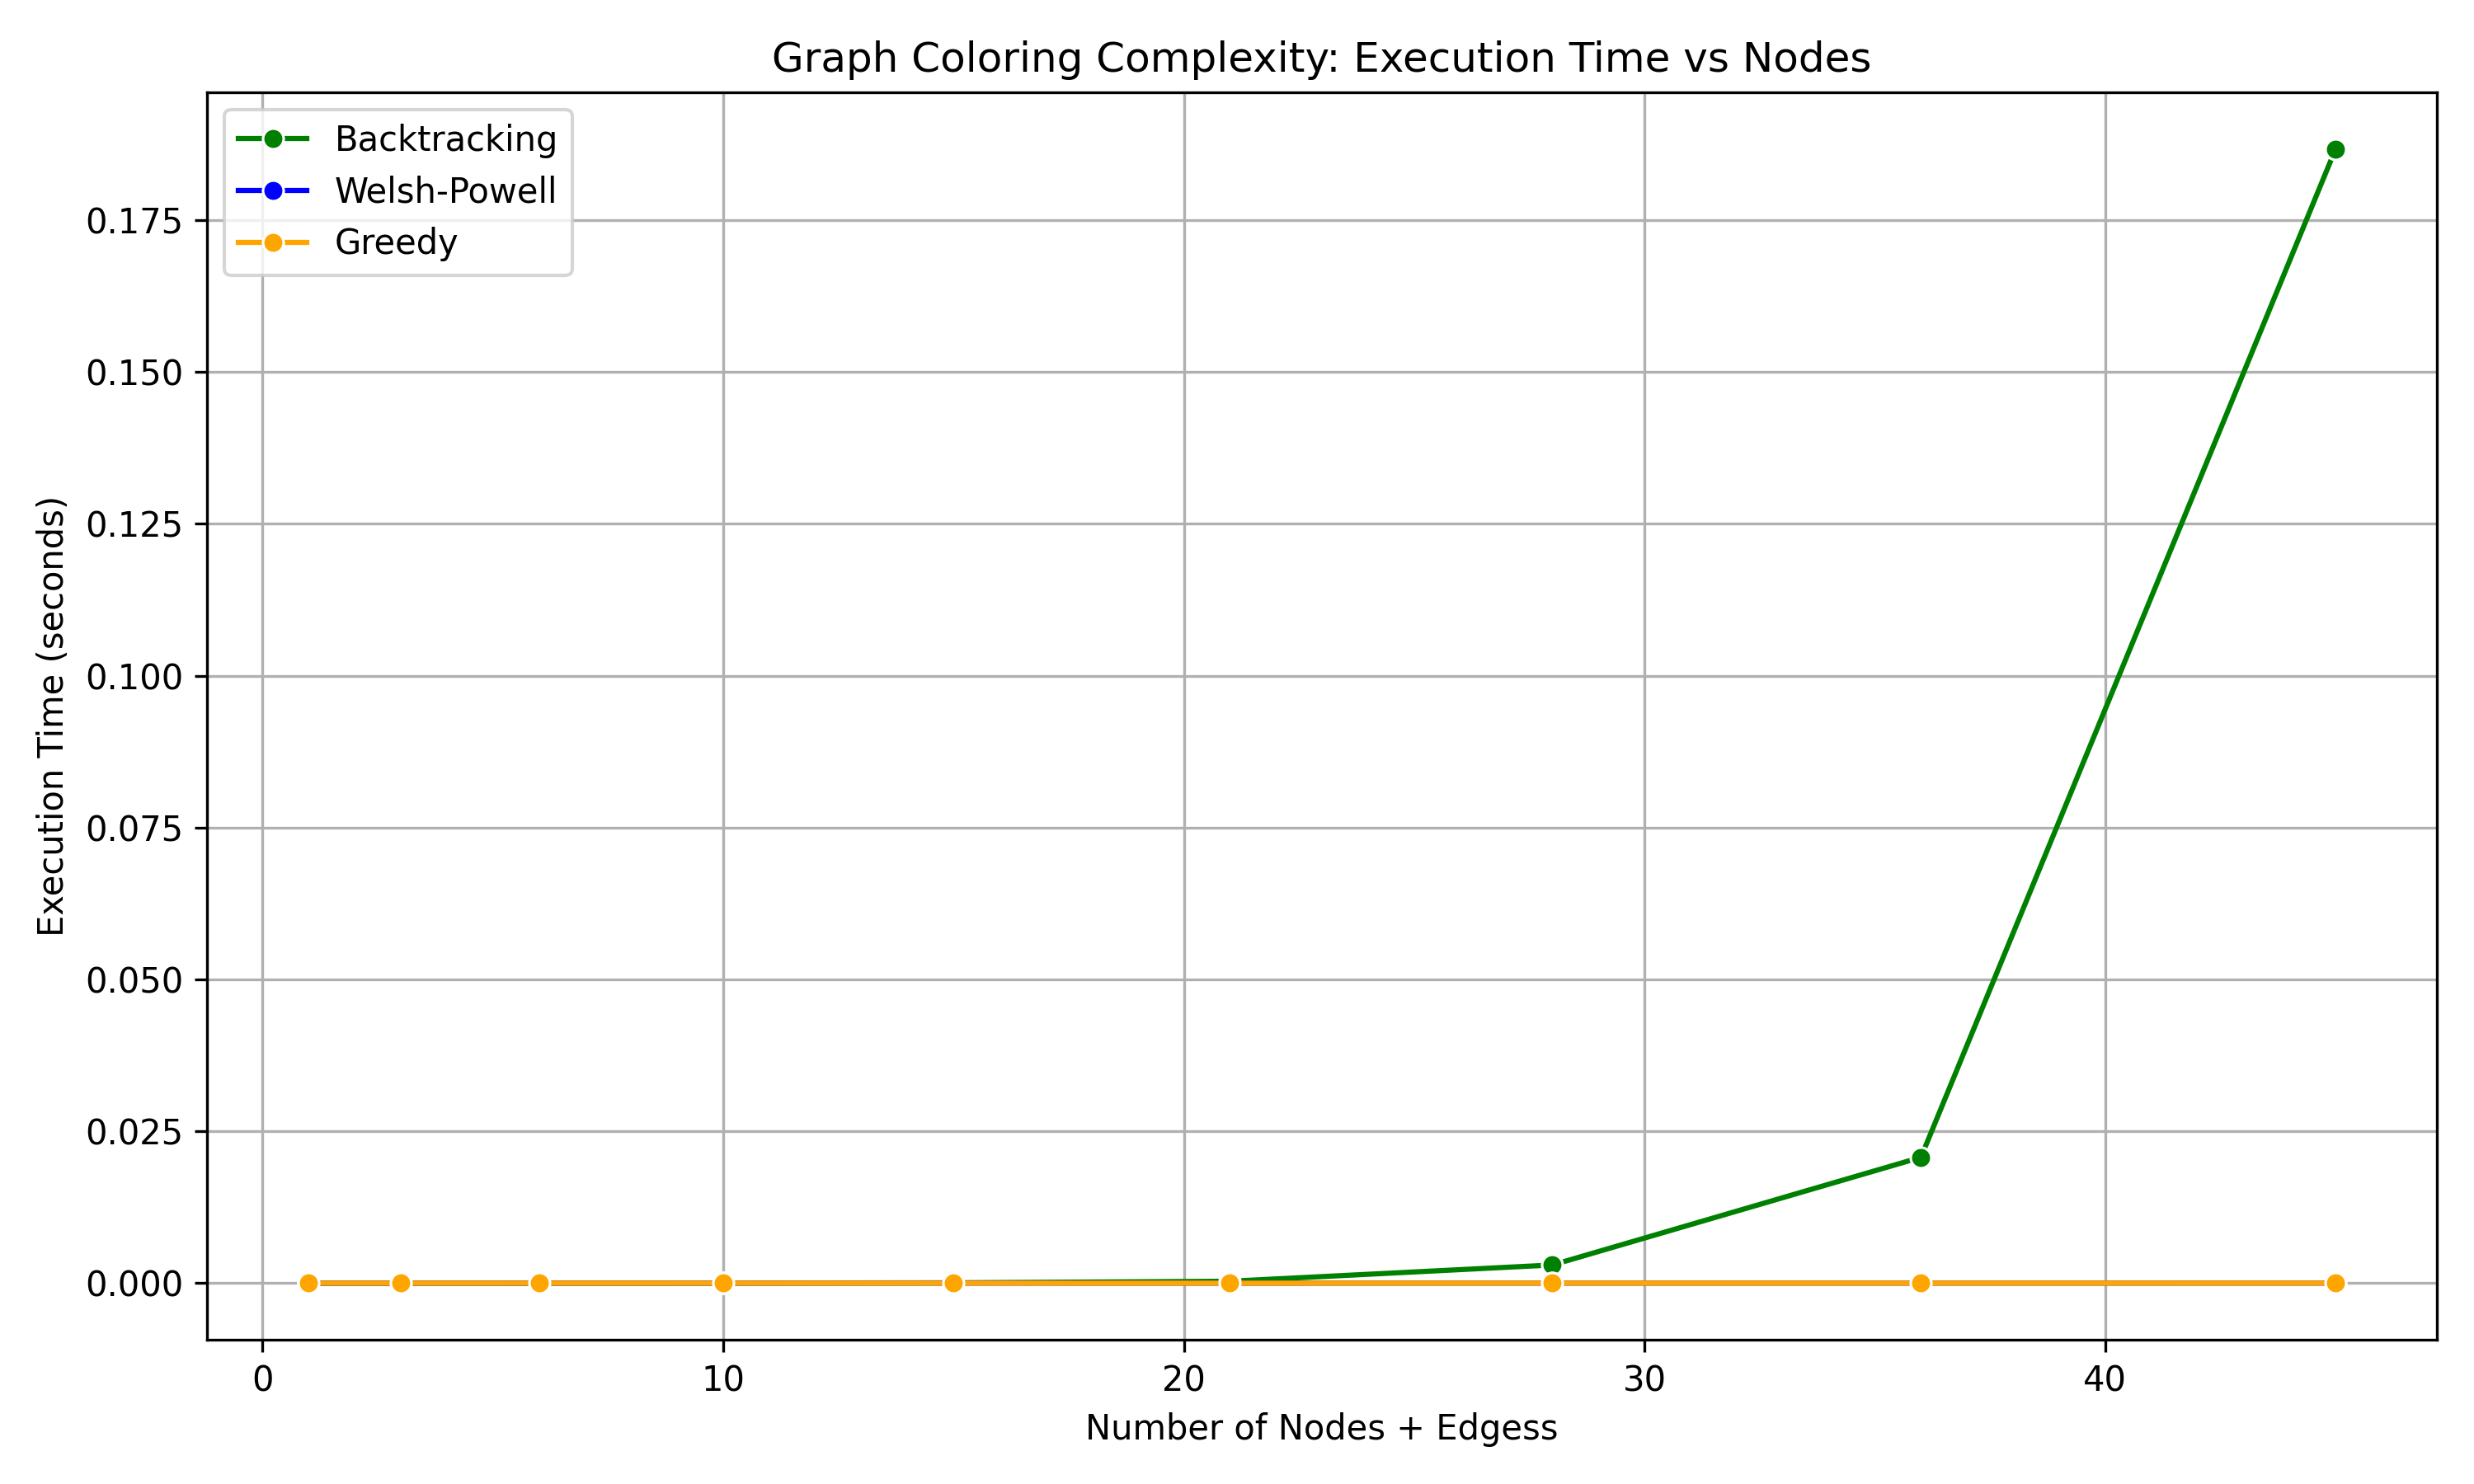 Graph Coloring Complexity: Execution Time vs Nodes
Backtracking
Welsh-Powell
Greedy
0.175
0.150
0.125
0.100
0.075
0.050
0.025
0.000
Execution Time (seconds)
0 10 20 30 40
Number of Nodes + Edgess